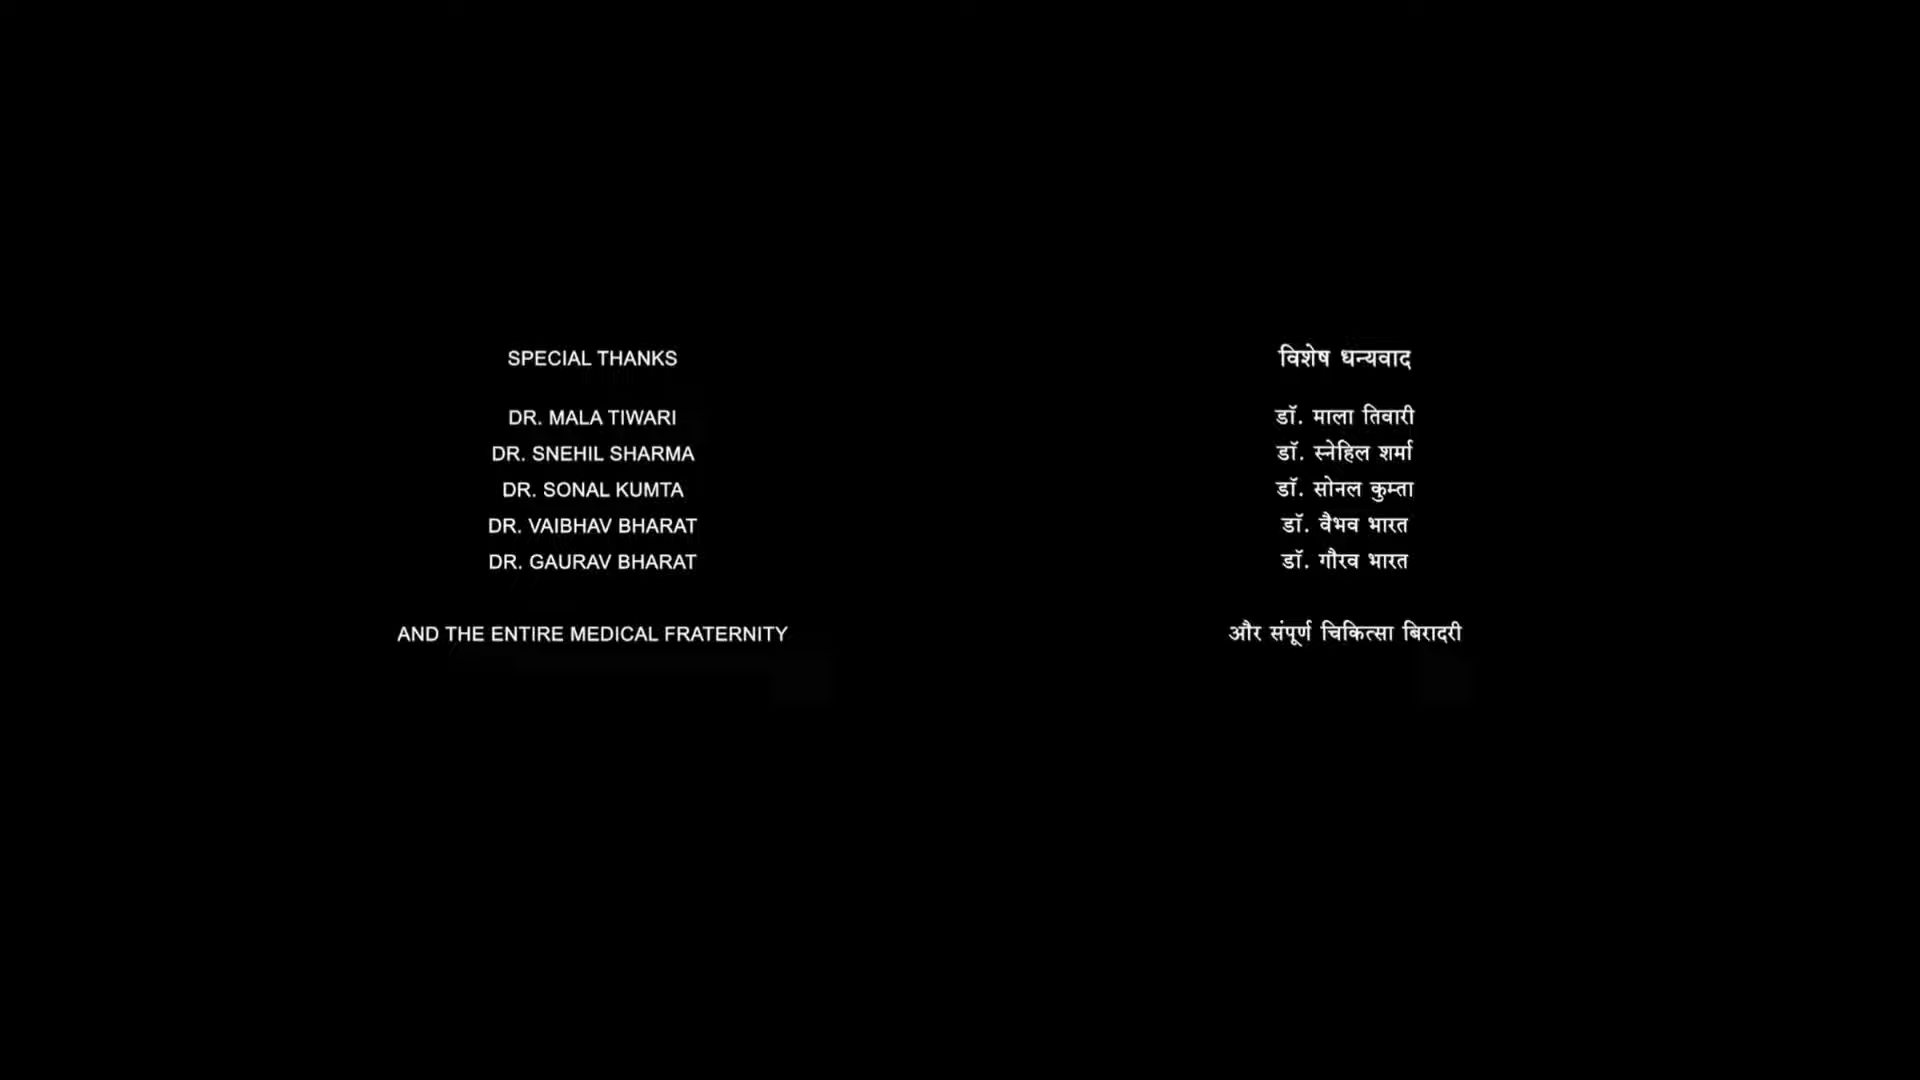 SPECIAL THANKS
DR. MALA TIWARI
DR. SNEHIL SHARMA
DR. SONAL KUMTA
DR. VAIBHAV BHARAT
DR. GAURAV BHARAT
AND THE ENTIRE MEDICAL FRATERNITY
विशेष धन्यवाद
डॉ. माला तिवारी
डॉ. स्नेहिल शर्मा
डॉ. सोनल कुम्ता
डॉ. वैभव भारत
डॉ. गौरव भारत
और संपूर्ण चिकित्सा बिरादरी